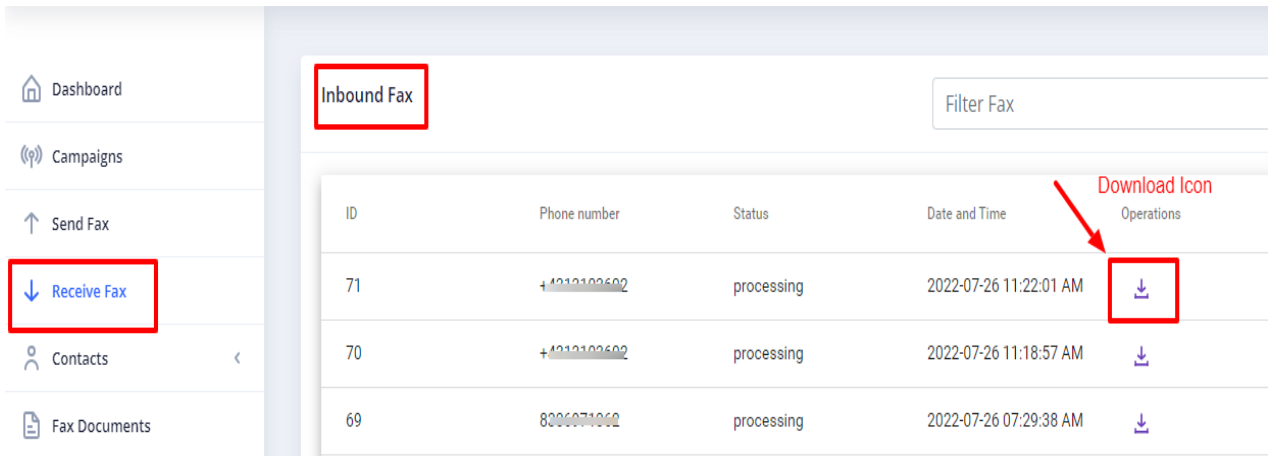 Dashboard
Campaigns
Send Fax
Receive Fax
Contacts
Fax Documents
Inbound Fax
Filter Fax
Download Icon
ID Phone number Status Date and Time Operations
71 processing 2022-07-26 11:22:01 AM
70 processing 2022-07-26 11:18:57 AM
69 processing 2022-07-26 07:29:38 AM